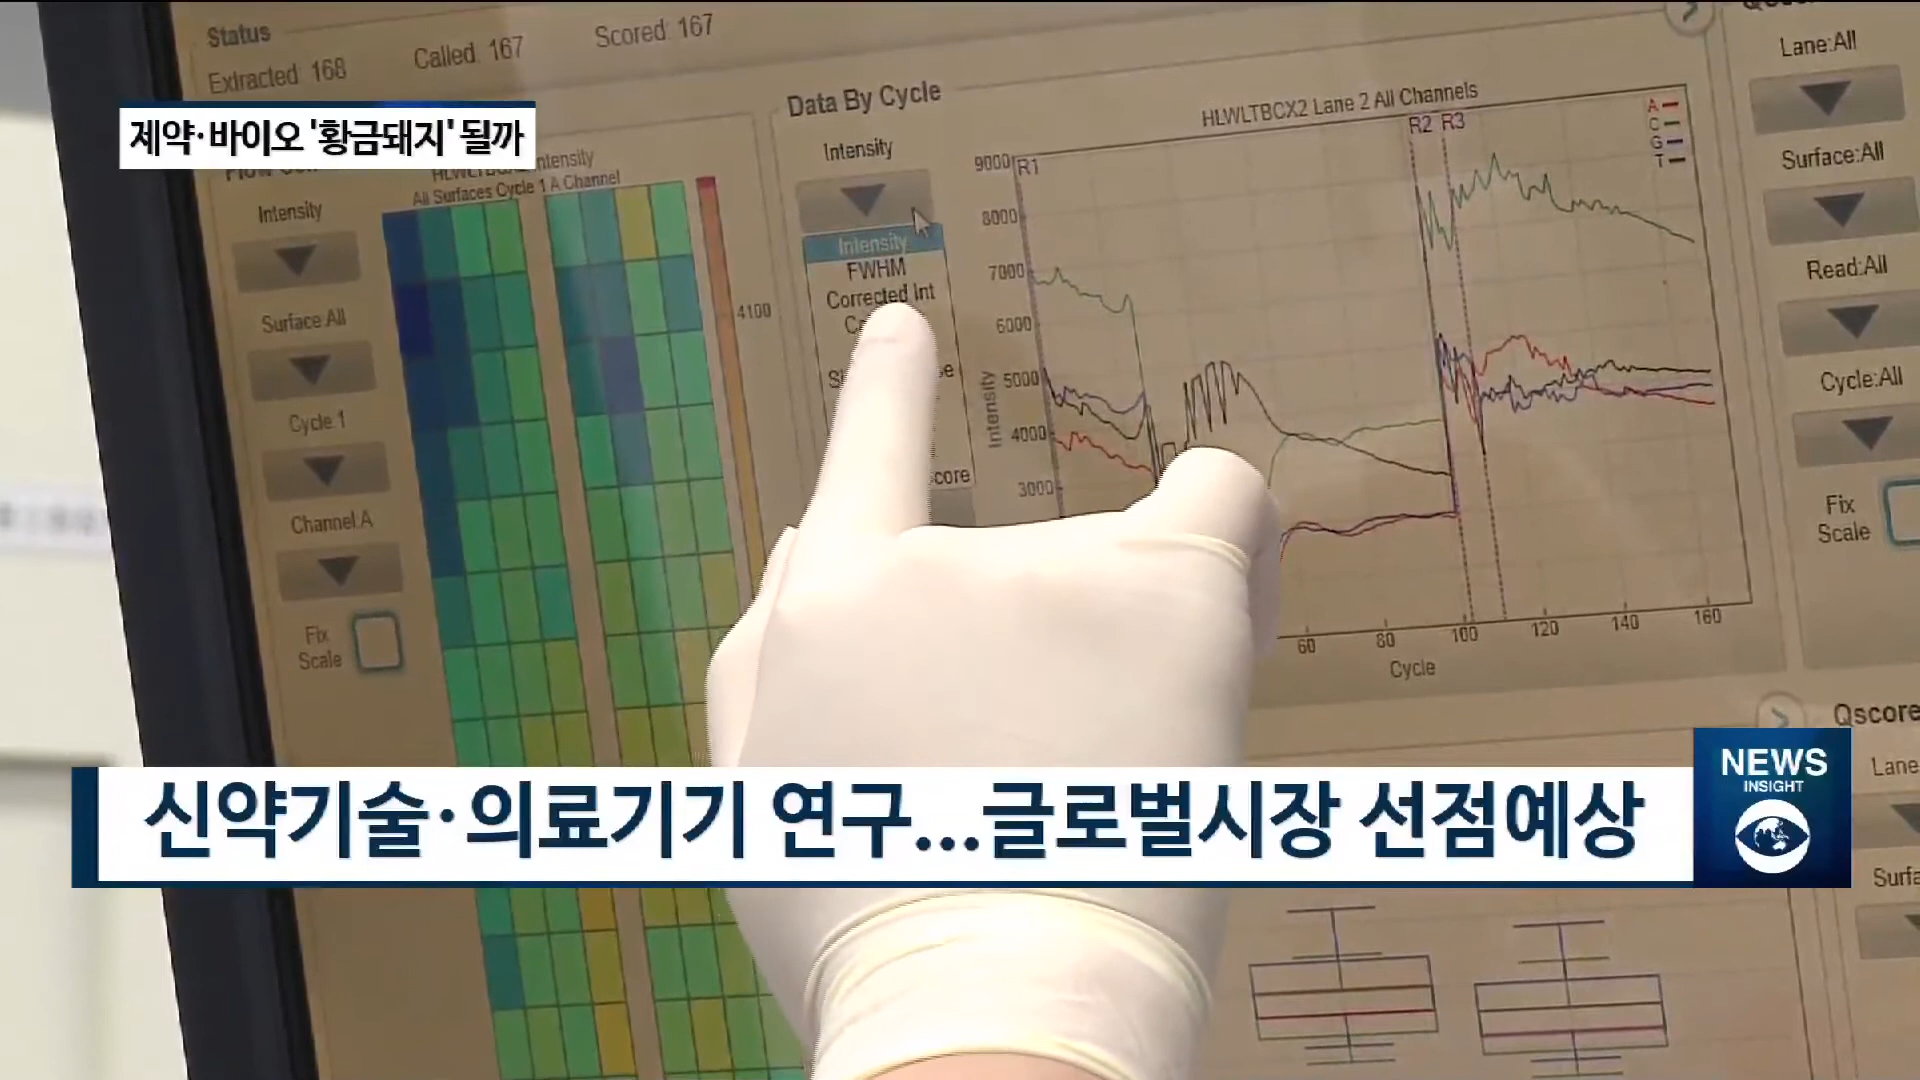 Status
Extracted: 168
Called: 167
Scored: 167
제약·바이오 '황금돼지' 될까
Intensity
All Surfaces Cycle 1 A Channel
Intensity
Surface:All
Cycle 1
Channel:A
Fix
Scale
4100
Data By Cycle
Intensity
Intensity
FWHM
Corrected Int
HLWLTBCX2 Lane 2 All Channels
R1
R2
R3
A
C
G
T
9000
8000
7000
6000
5000
4000
3000
Intensity
60
80
100
120
140
160
Cycle
Lane:All
Surface:All
Read:All
Cycle:All
Fix
Scale
Qscore
Lane
신약기술·의료기기 연구...글로벌시장 선점예상
NEWS
INSIGHT